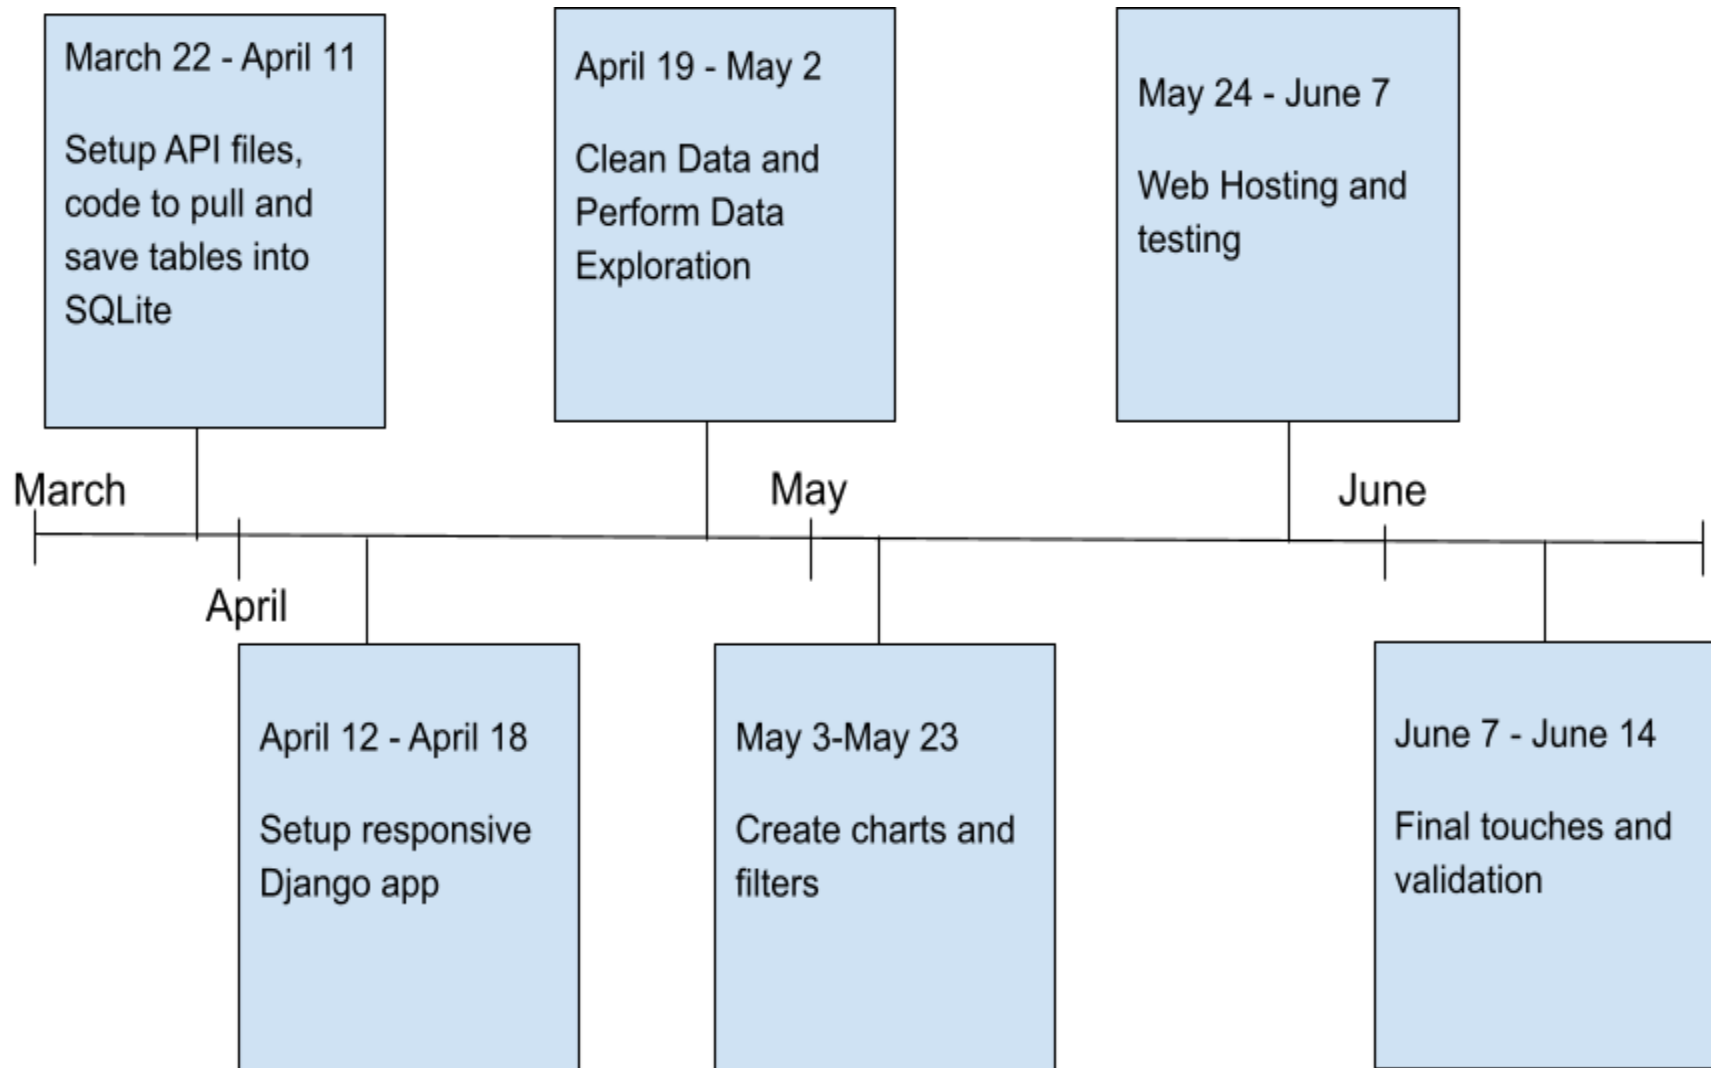 March 22 - April 11
Setup API files,
code to pull and
save tables into
SQLite
April 19 - May 2
Clean Data and
Perform Data
Exploration
May 24 - June 7
Web Hosting and
testing
March
May
June
April
April 12 - April 18
Setup responsive
Django app
May 3-May 23
Create charts and
filters
June 7 - June 14
Final touches and
validation